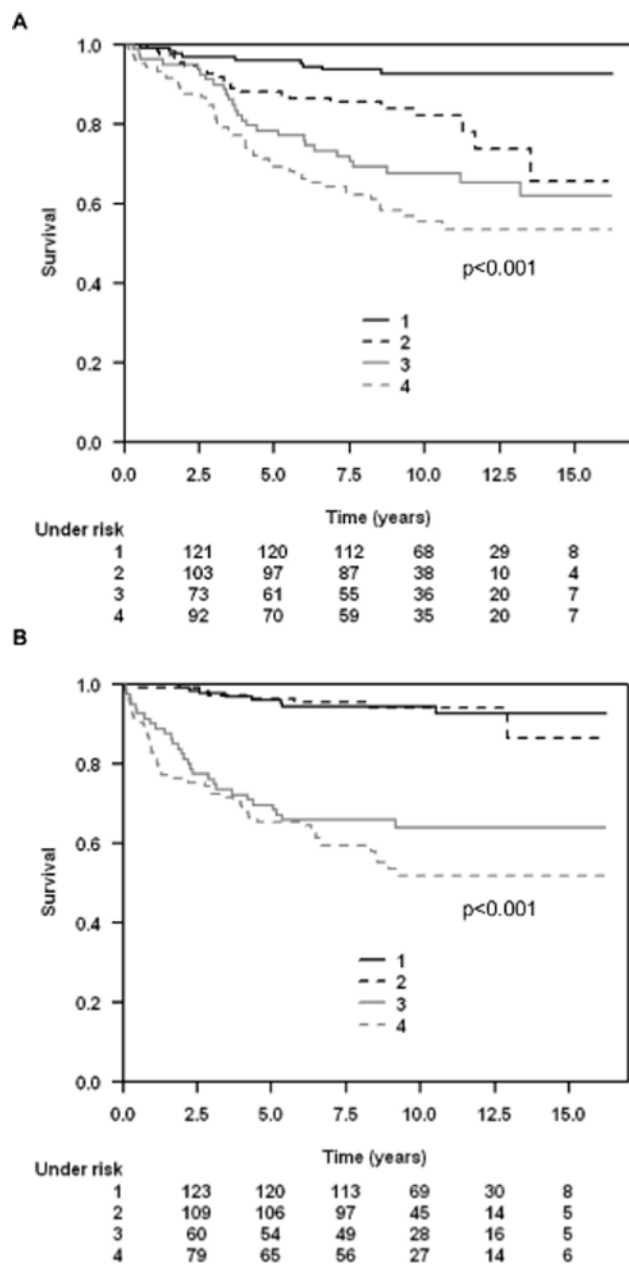 A
1.0
0.8
0.6
0.4
0.2
0.0
Survival
p<0.001
1
2
3
4
0.0 2.5 5.0 7.5 10.0 12.5 15.0
Time (years)
Under risk
1 121 120 112 68 29 8
2 103 97 87 38 10 4
3 73 61 55 36 20 7
4 92 70 59 35 20 7
B
1.0
0.8
0.6
0.4
0.2
0.0
Survival
p<0.001
1
2
3
4
0.0 2.5 5.0 7.5 10.0 12.5 15.0
Time (years)
Under risk
1 123 120 113 69 30 8
2 109 106 97 45 14 5
3 60 54 49 28 16 5
4 79 65 56 27 14 6